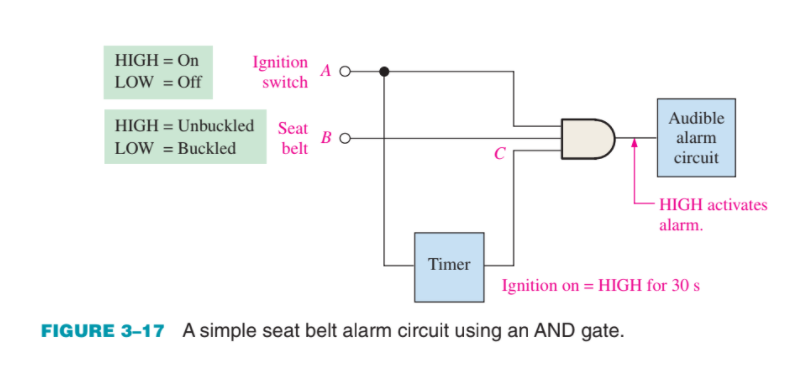 HIGH = On
LOW = Off
Ignition
switch
A
HIGH = Unbuckled
LOW = Buckled
Seat
belt
B
C
Audible
alarm
circuit
HIGH activates
alarm.
Timer
Ignition on = HIGH for 30 s
FIGURE 3–17 A simple seat belt alarm circuit using an AND gate.